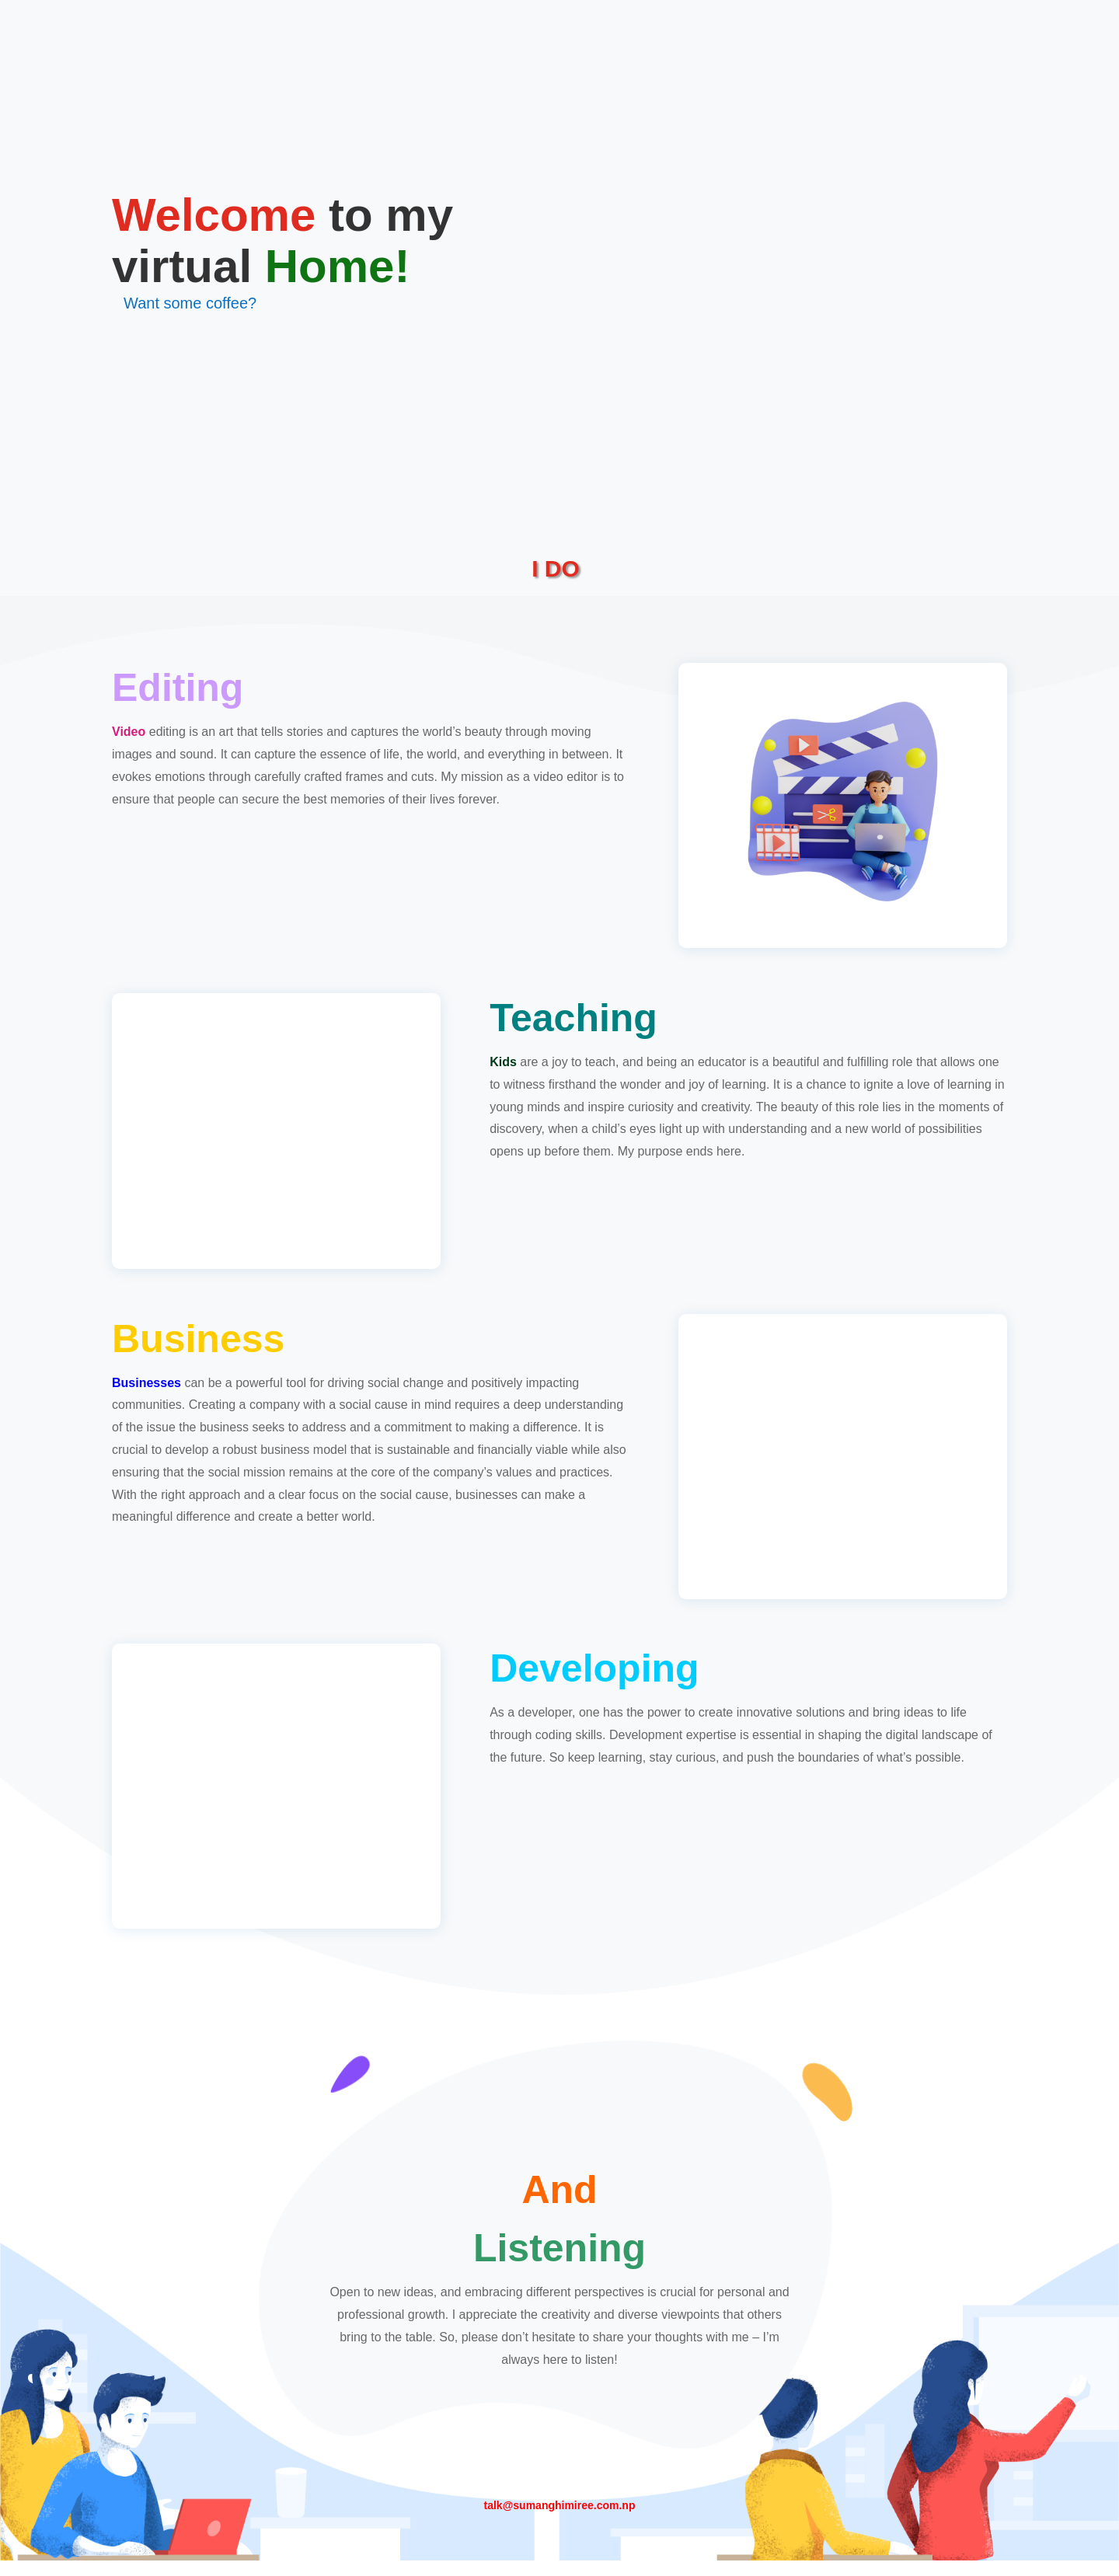 Welcome to my
virtual Home!
Want some coffee?
I DO
Editing
Video editing is an art that tells stories and captures the world’s beauty through moving
images and sound. It can capture the essence of life, the world, and everything in between. It
evokes emotions through carefully crafted frames and cuts. My mission as a video editor is to
ensure that people can secure the best memories of their lives forever.
Teaching
Kids are a joy to teach, and being an educator is a beautiful and fulfilling role that allows one
to witness firsthand the wonder and joy of learning. It is a chance to ignite a love of learning in
young minds and inspire curiosity and creativity. The beauty of this role lies in the moments of
discovery, when a child’s eyes light up with understanding and a new world of possibilities
opens up before them. My purpose ends here.
Business
Businesses can be a powerful tool for driving social change and positively impacting
communities. Creating a company with a social cause in mind requires a deep understanding
of the issue the business seeks to address and a commitment to making a difference. It is
crucial to develop a robust business model that is sustainable and financially viable while also
ensuring that the social mission remains at the core of the company’s values and practices.
With the right approach and a clear focus on the social cause, businesses can make a
meaningful difference and create a better world.
Developing
As a developer, one has the power to create innovative solutions and bring ideas to life
through coding skills. Development expertise is essential in shaping the digital landscape of
the future. So keep learning, stay curious, and push the boundaries of what’s possible.
And
Listening
Open to new ideas, and embracing different perspectives is crucial for personal and
professional growth. I appreciate the creativity and diverse viewpoints that others
bring to the table. So, please don’t hesitate to share your thoughts with me – I’m
always here to listen!
talk@sumanghimiree.com.np